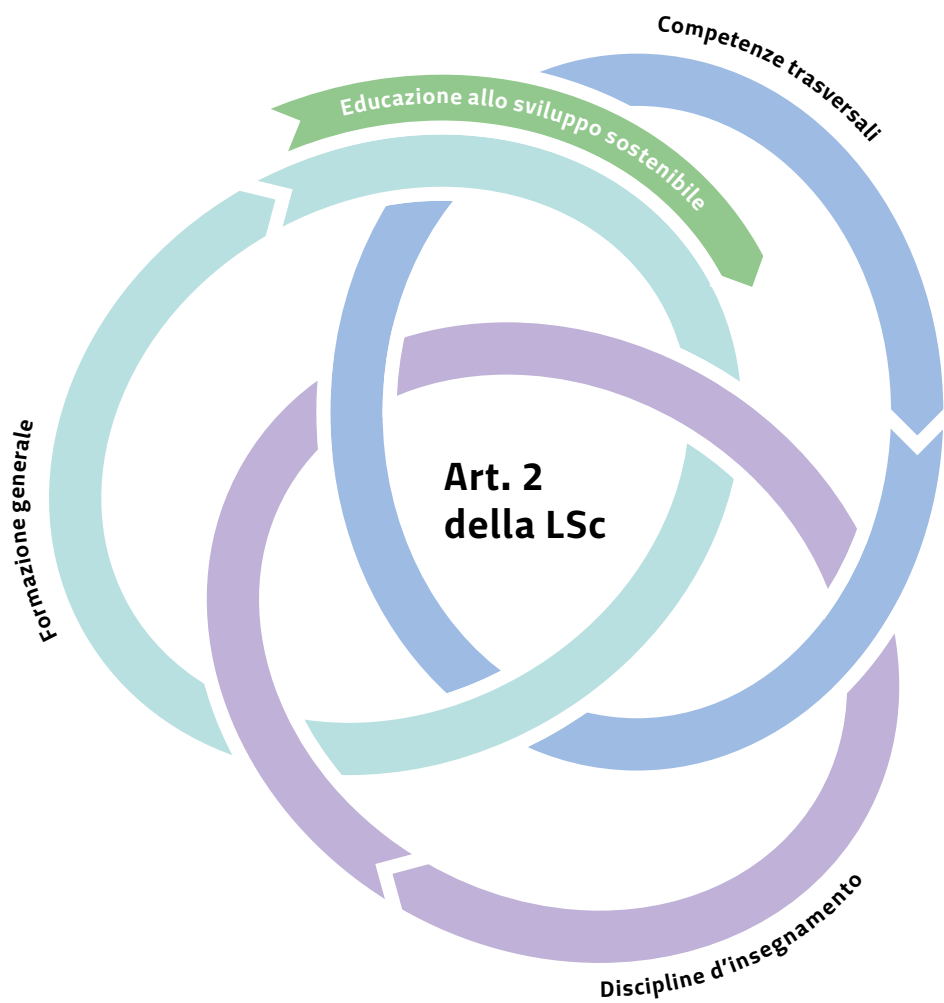 Competenze trasversali
Educazione allo sviluppo sostenibile
Formazione generale
Art. 2
della LSc
Discipline d’insegnamento